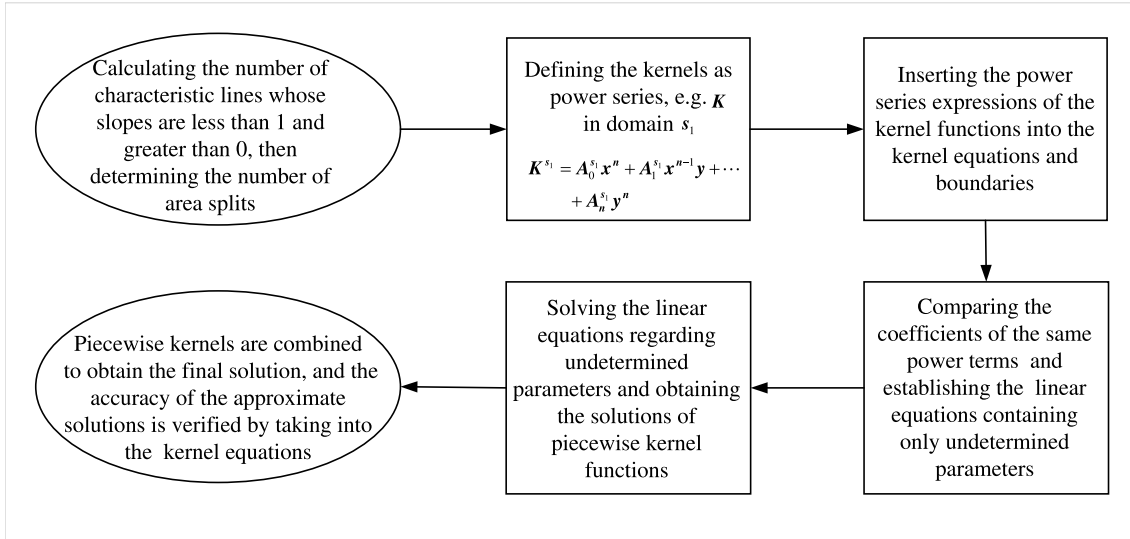 Calculating the number of
characteristic lines whose
slopes are less than 1 and
greater than 0, then
determining the number of
area splits
Defining the kernels as
power series, e.g. K
in domain s₁
K^{s₁} = A₀^{s₁} xⁿ + A₁^{s₁} xⁿ⁻¹ y + ⋯
+ Aₙ^{s₁} yⁿ
Inserting the power
series expressions of the
kernel functions into the
kernel equations and
boundaries
Comparing the
coefficients of the same
power terms and
establishing the linear
equations containing
only undetermined
parameters
Solving the linear
equations regarding
undetermined
parameters and obtaining
the solutions of
piecewise kernel
functions
Piecewise kernels are combined
to obtain the final solution, and the
accuracy of the approximate
solutions is verified by taking into
the kernel equations